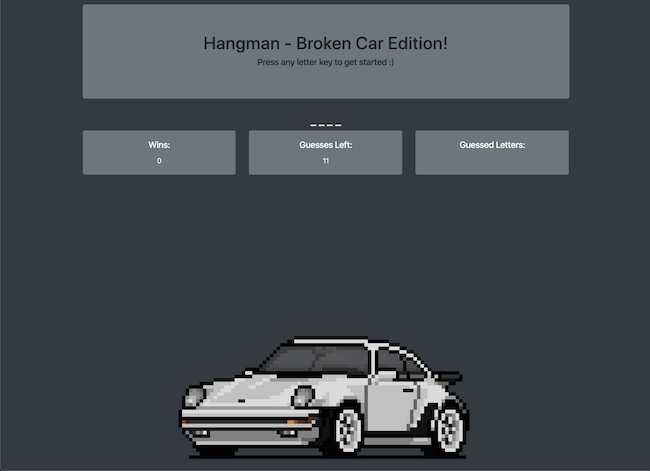 Hangman - Broken Car Edition!
Press any letter key to get started :)
_ _ _ _
Wins:
0
Guesses Left:
11
Guessed Letters: